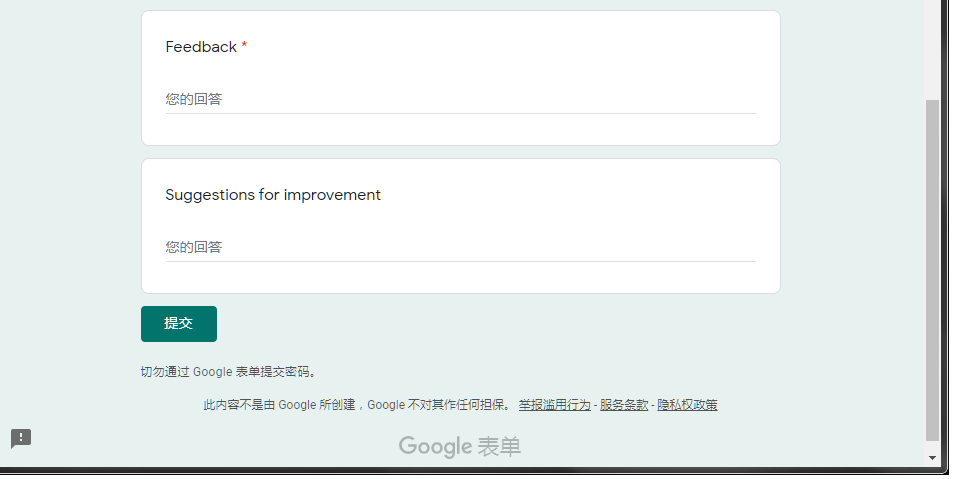 Feedback *
您的回答
Suggestions for improvement
您的回答
提交
切勿通过 Google 表单提交密码。
此内容不是由 Google 所创建，Google 不对其作任何担保。 举报滥用行为 - 服务条款 - 隐私权政策
Google 表单